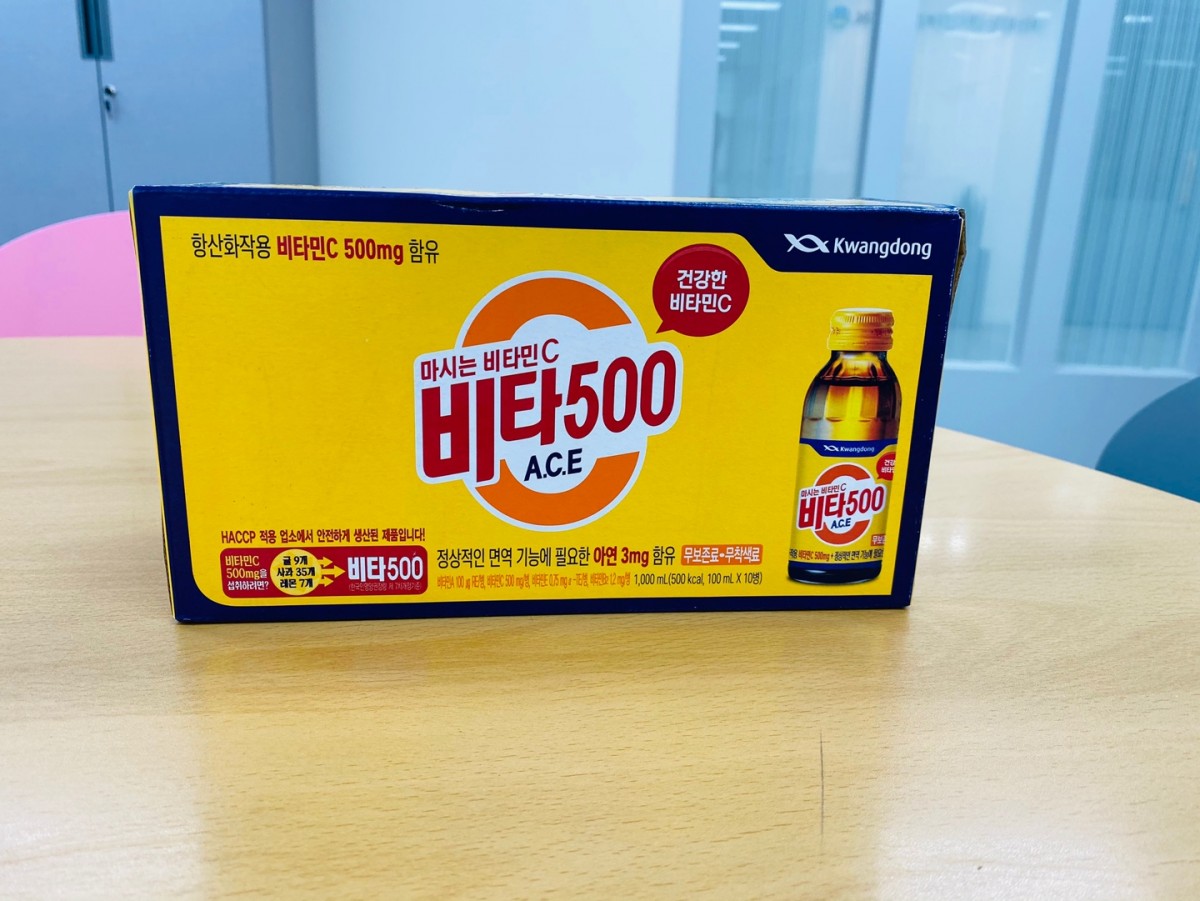 항산화작용 비타민C 500mg 함유
Kwangdong
건강한
비타민C
마시는 비타민C
비타500
A.C.E
Kwangdong
마시는 비타민C
비타500
A.C.E
HACCP 적용 업소에서 안전하게 생산된 제품입니다!
비타민C
500mg을
섭취하려면?
귤 9개
사과 35개
레몬 7개
비타500
정상적인 면역 기능에 필요한 아연 3mg 함유
무보존료
무착색료
1,000 mL(500 kcal, 100 mL X 10병)